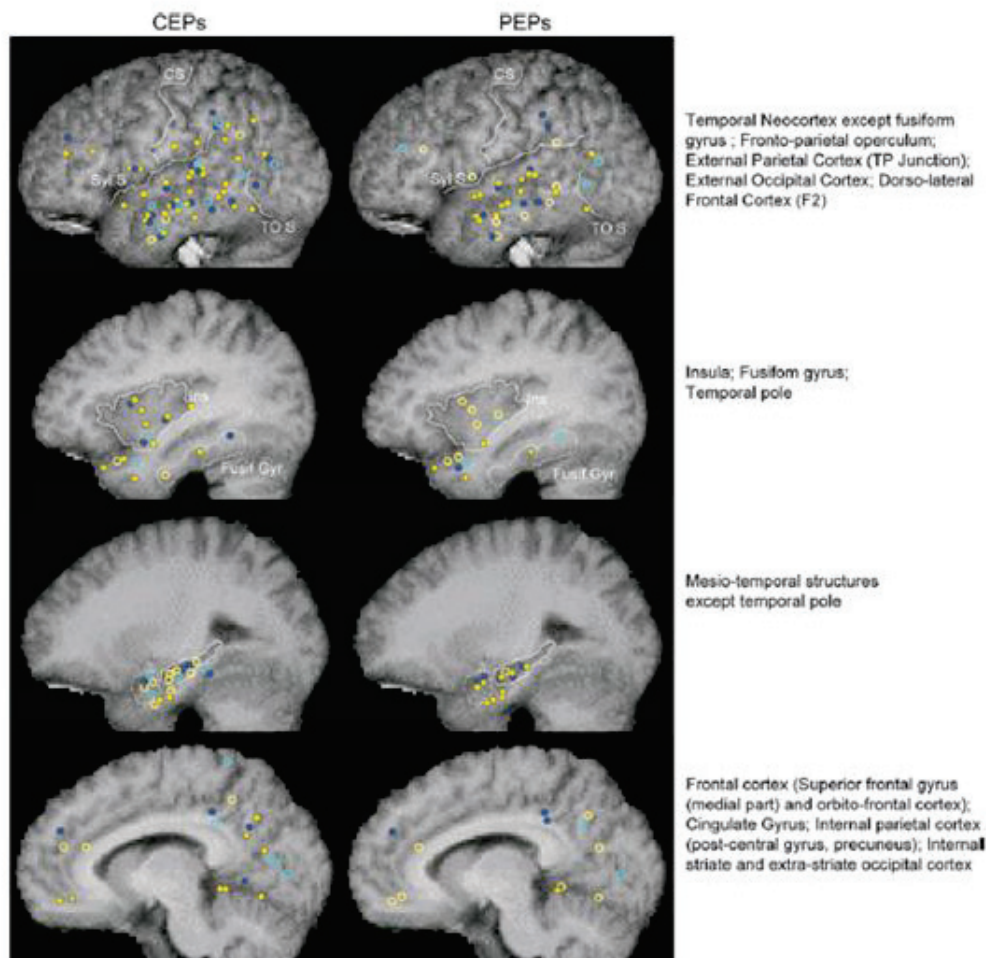 CEPs
PEPs
CS
CS
Syl S
Syl S
TO S
TO S
Temporal Neocortex except fusiform
gyrus ; Fronto-parietal operculum;
External Parietal Cortex (TP Junction);
External Occipital Cortex; Dorso-lateral
Frontal Cortex (F2)
Ins
Ins
Fusif Gyr
Fusif Gyr
Insula; Fusifom gyrus;
Temporal pole
Mesio-temporal structures
except temporal pole
Frontal cortex (Superior frontal gyrus
(medial part) and orbito-frontal cortex);
Cingulate Gyrus; Internal parietal cortex
(post-central gyrus, precuneus); Internal
striate and extra-striate occipital cortex